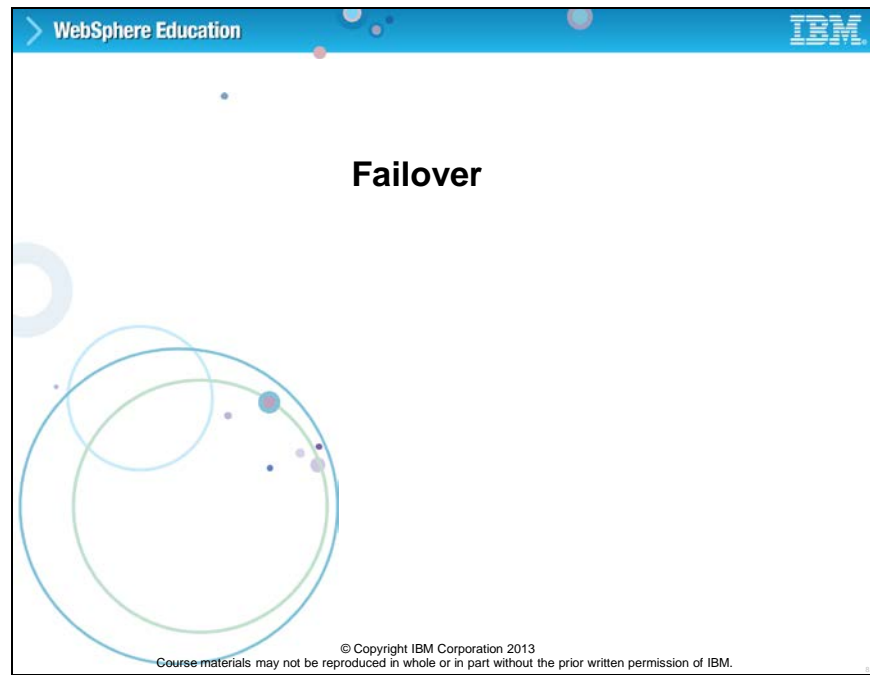 WebSphere Education
IBM.
Failover
© Copyright IBM Corporation 2013
Course materials may not be reproduced in whole or in part without the prior written permission of IBM.